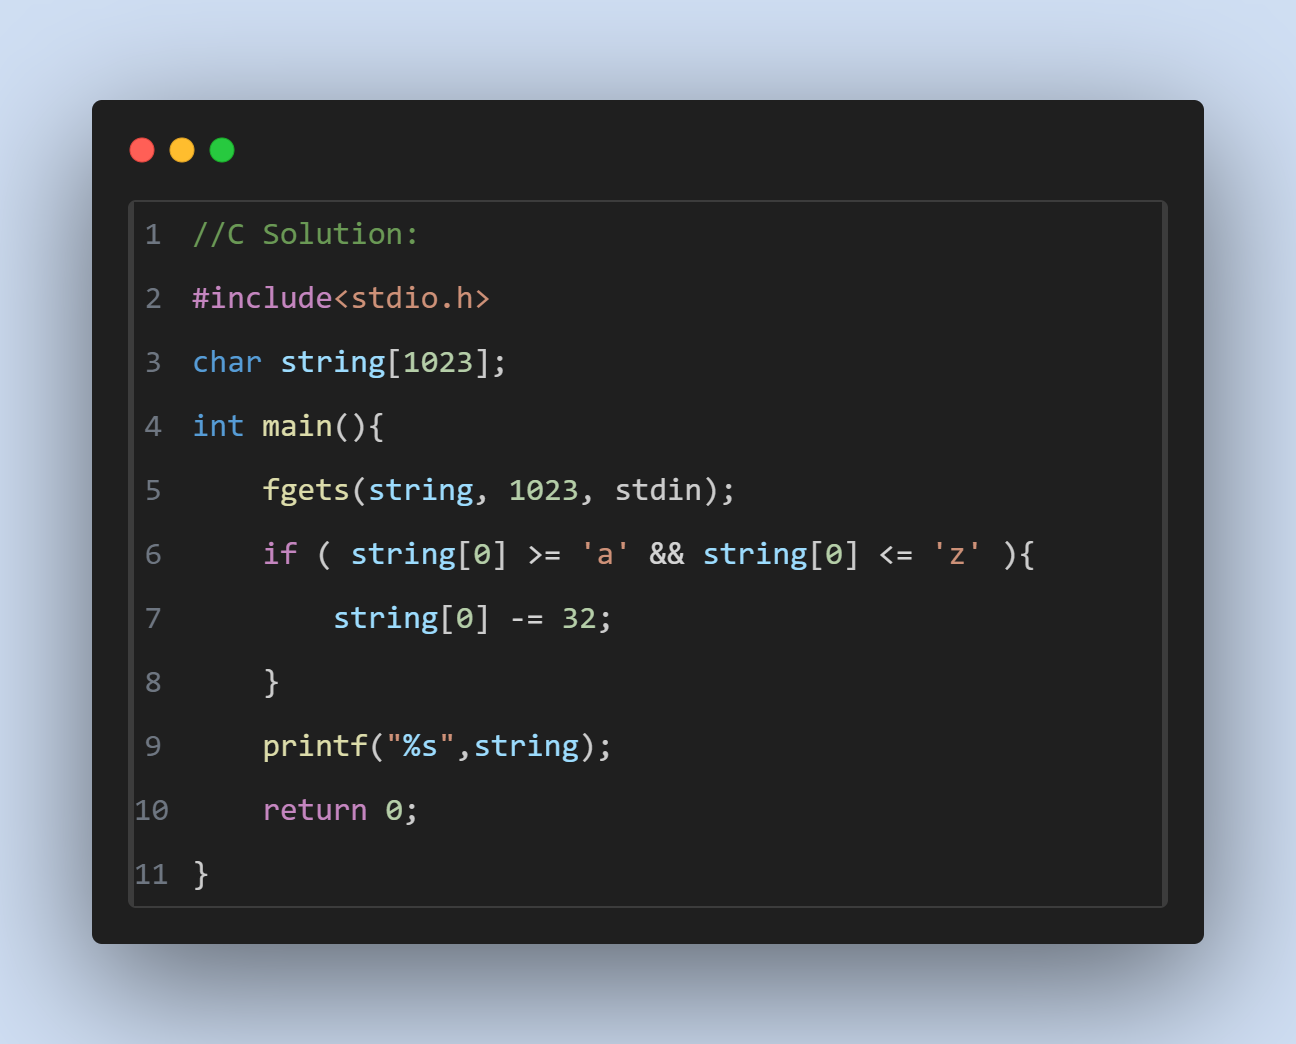 1 //C Solution:
2 #include<stdio.h>
3 char string[1023];
4 int main(){
5     fgets(string, 1023, stdin);
6     if ( string[0] >= 'a' && string[0] <= 'z' ){
7         string[0] -= 32;
8     }
9     printf("%s",string);
10     return 0;
11 }